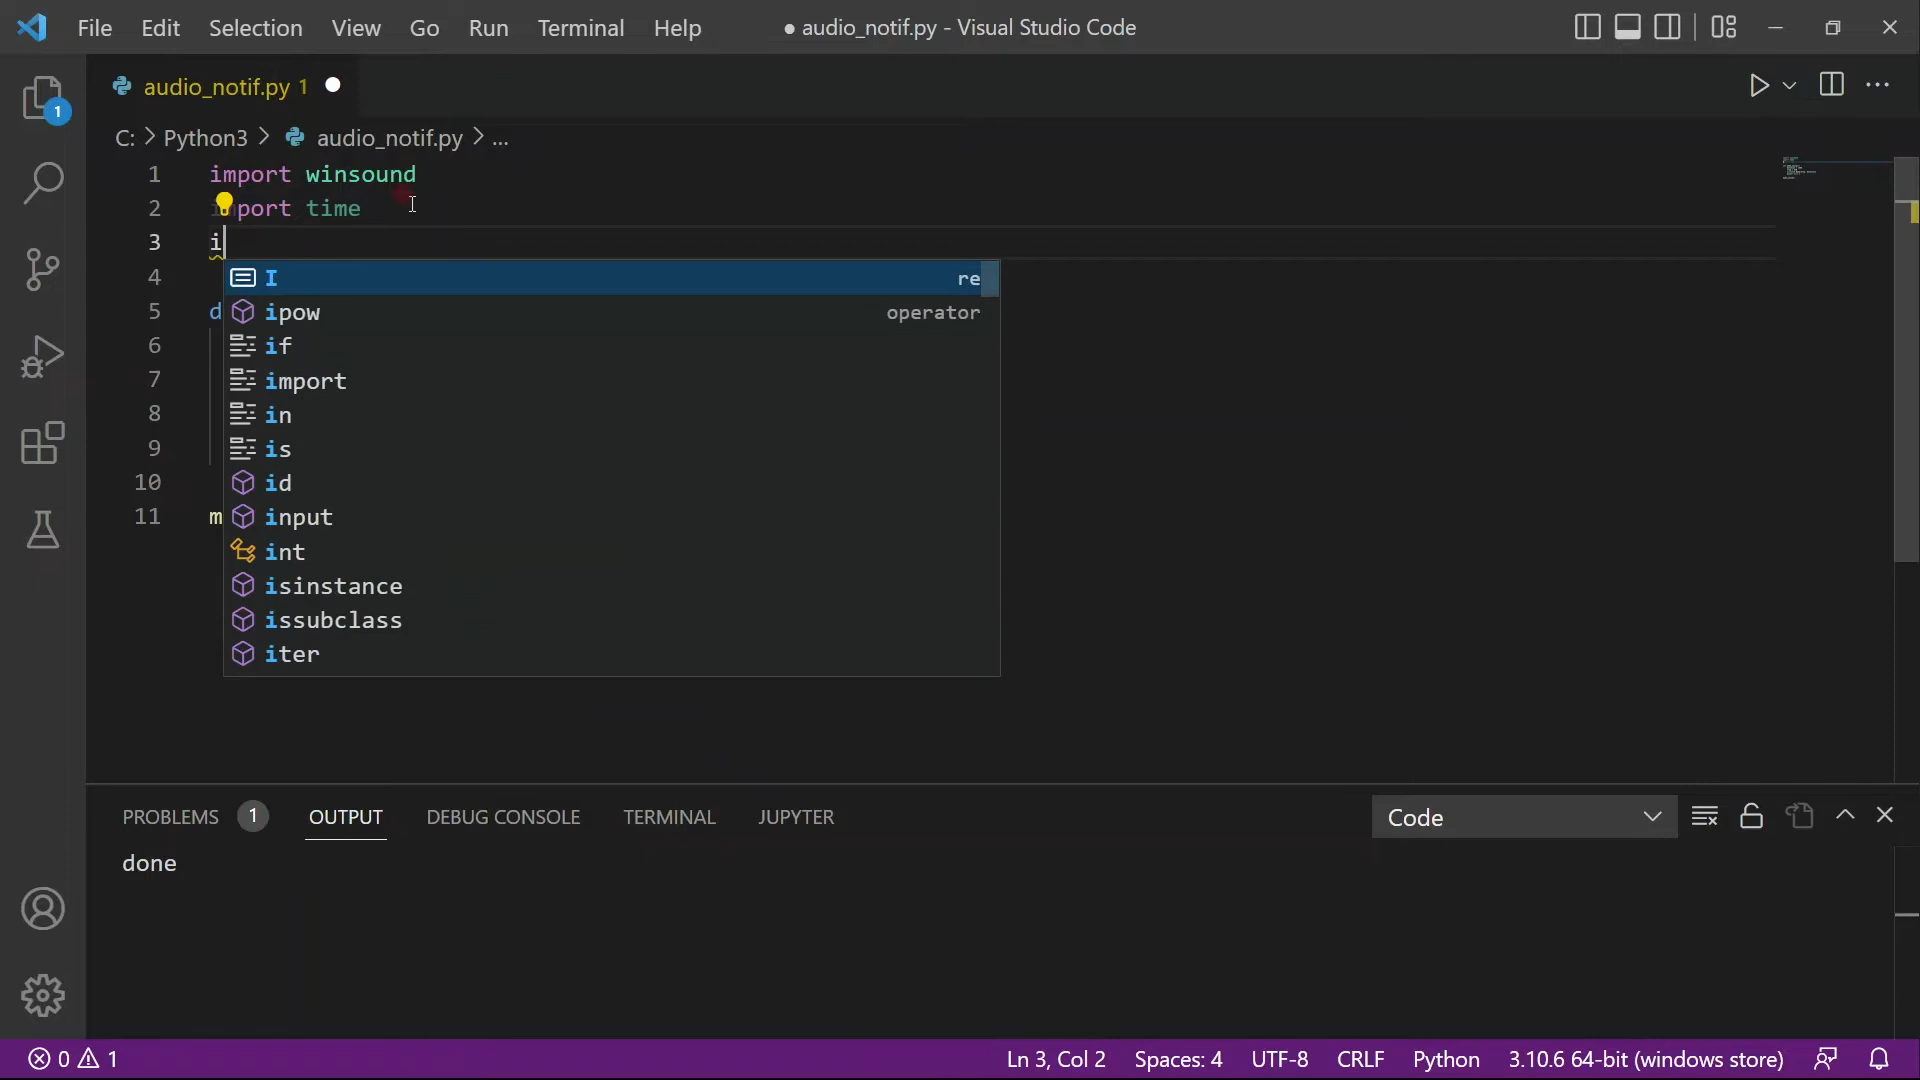 File Edit Selection View Go Run Terminal Help ● audio_notif.py - Visual Studio Code
1
audio_notif.py 1
C: > Python3 > audio_notif.py > ...
1 import winsound
2 import time
3 i
4 I re
5 d ipow operator
6 if
7 import
8 in
9 is
10 id
11 m input
int
isinstance
issubclass
iter
PROBLEMS 1 OUTPUT DEBUG CONSOLE TERMINAL JUPYTER Code
done
0 1 Ln 3, Col 2 Spaces: 4 UTF-8 CRLF Python 3.10.6 64-bit (windows store)